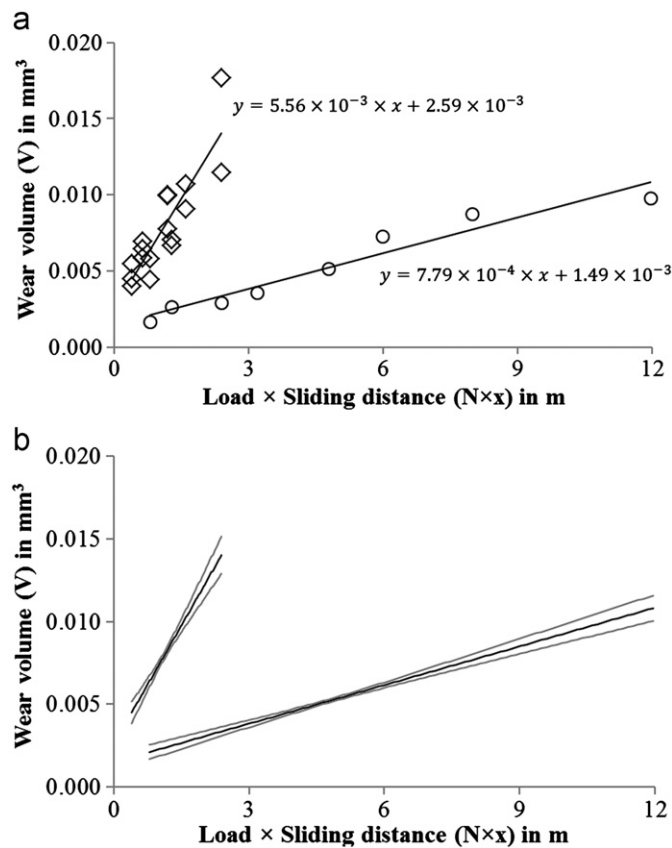 a
0.020
y = 5.56 × 10⁻³ × x + 2.59 × 10⁻³
0.015
0.010
0.005
y = 7.79 × 10⁻⁴ × x + 1.49 × 10⁻³
0.000
0 3 6 9 12
Wear volume (V) in mm³
Load × Sliding distance (N×x) in m
b
0.020
0.015
0.010
0.005
0.000
0 3 6 9 12
Wear volume (V) in mm³
Load × Sliding distance (N×x) in m